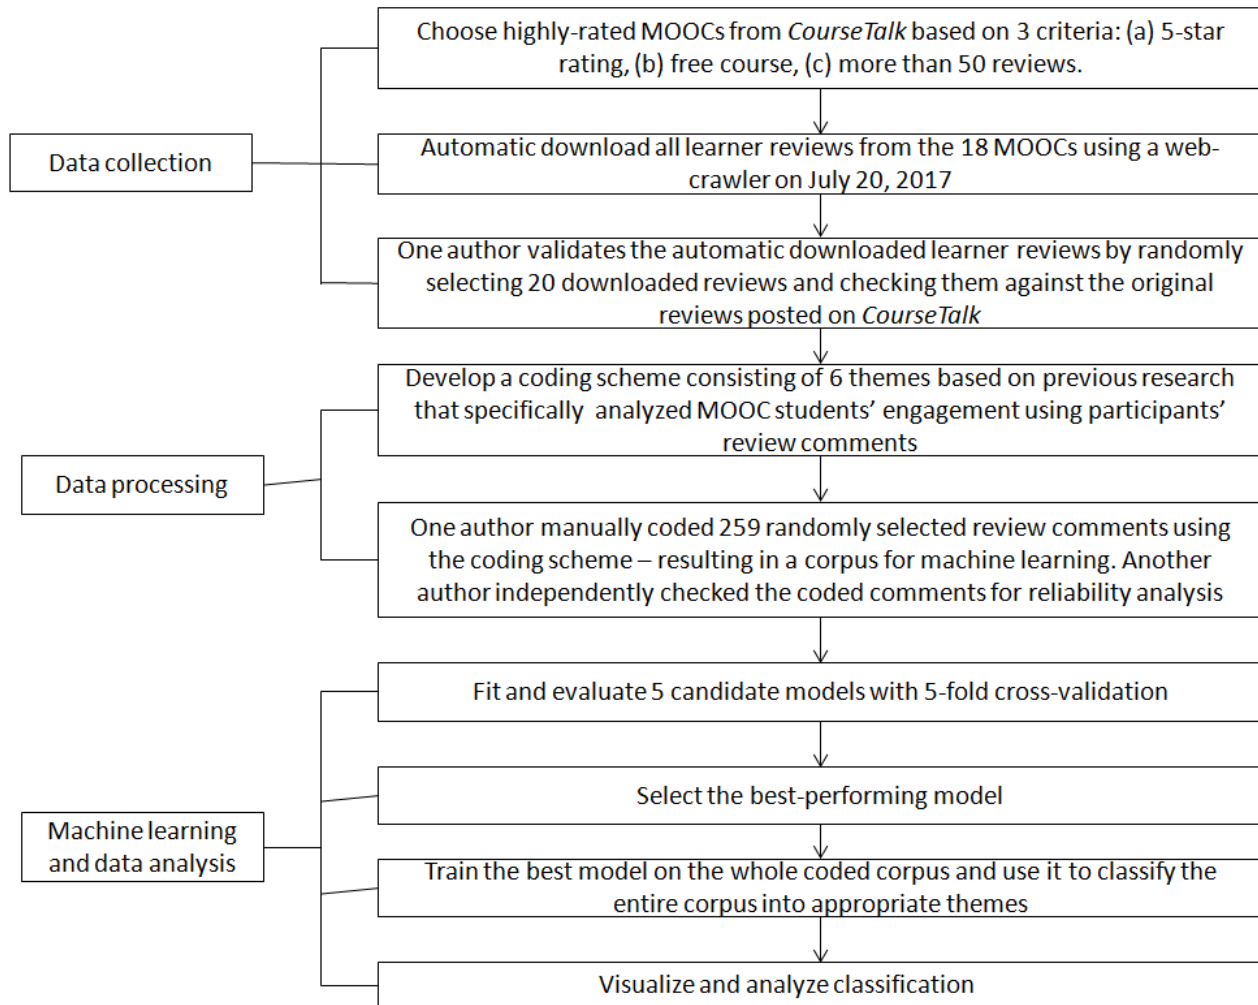 Choose highly-rated MOOCs from CourseTalk based on 3 criteria: (a) 5-star
rating, (b) free course, (c) more than 50 reviews.
Data collection
Automatic download all learner reviews from the 18 MOOCs using a web-
crawler on July 20, 2017
One author validates the automatic downloaded learner reviews by randomly
selecting 20 downloaded reviews and checking them against the original
reviews posted on CourseTalk
Develop a coding scheme consisting of 6 themes based on previous research
that specifically analyzed MOOC students’ engagement using participants’
review comments
Data processing
One author manually coded 259 randomly selected review comments using
the coding scheme – resulting in a corpus for machine learning. Another
author independently checked the coded comments for reliability analysis
Fit and evaluate 5 candidate models with 5-fold cross-validation
Select the best-performing model
Machine learning
and data analysis
Train the best model on the whole coded corpus and use it to classify the
entire corpus into appropriate themes
Visualize and analyze classification